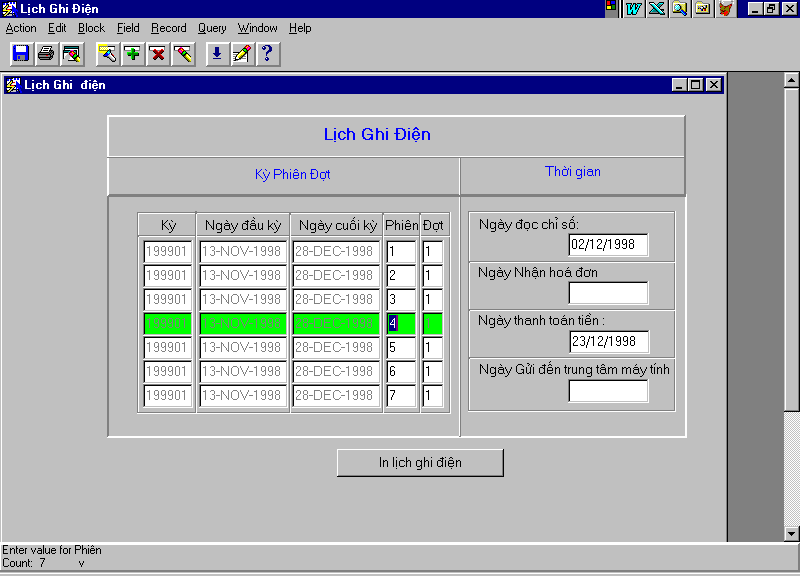 Lịch Ghi Điện
Action Edit Block Field Record Query Window Help
Lịch Ghi điện
Lịch Ghi Điện
Kỳ Phiên Đợt
Thời gian
Kỳ Ngày đầu kỳ Ngày cuối kỳ Phiên Đợt
199901 13-NOV-1998 28-DEC-1998 1 1
199901 13-NOV-1998 28-DEC-1998 2 1
199901 13-NOV-1998 28-DEC-1998 3 1
199901 13-NOV-1998 28-DEC-1998 4 1
199901 13-NOV-1998 28-DEC-1998 5 1
199901 13-NOV-1998 28-DEC-1998 6 1
199901 13-NOV-1998 28-DEC-1998 7 1
Ngày đọc chỉ số:
02/12/1998
Ngày Nhận hoá đơn
Ngày thanh toán tiền :
23/12/1998
Ngày Gửi đến trung tâm máy tính
In lịch ghi điện
Enter value for Phiên
Count: 7 v